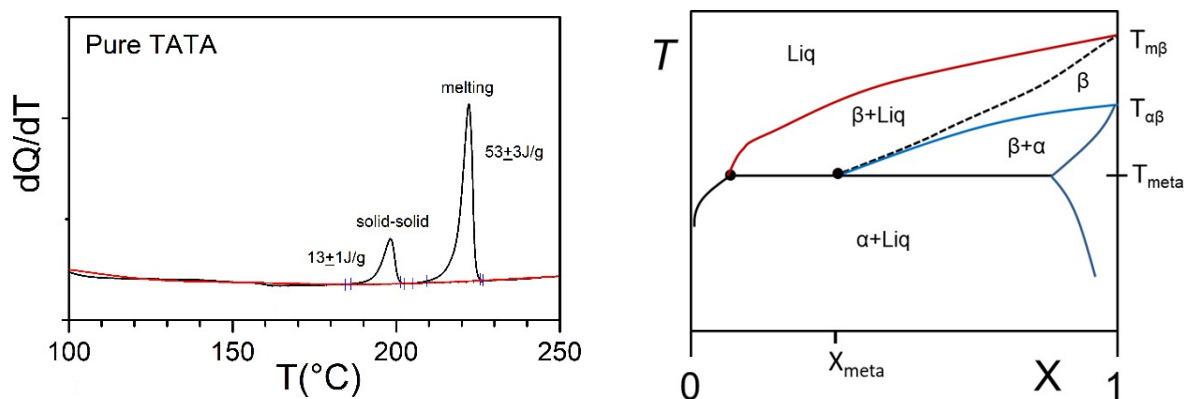 Pure TATA
melting
53±3J/g
solid-solid
13±1J/g
dQ/dT
100 150 200 250
T(°C)
T
Liq
β+Liq
β
β+α
α+Liq
Tmβ
Tαβ
Tmeta
Xmeta
0 X 1